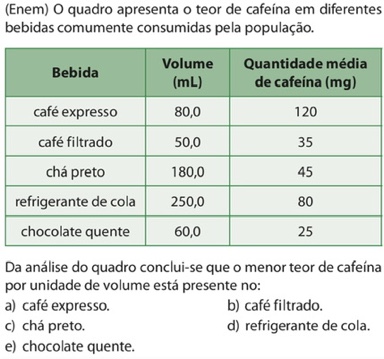 (Enem) O quadro apresenta o teor de cafeína em diferentes
bebidas comumente consumidas pela população.
Bebida Volume (mL) Quantidade média de cafeína (mg)
café expresso 80,0 120
café filtrado 50,0 35
chá preto 180,0 45
refrigerante de cola 250,0 80
chocolate quente 60,0 25
Da análise do quadro conclui-se que o menor teor de cafeína
por unidade de volume está presente no:
a) café expresso. b) café filtrado.
c) chá preto. d) refrigerante de cola.
e) chocolate quente.